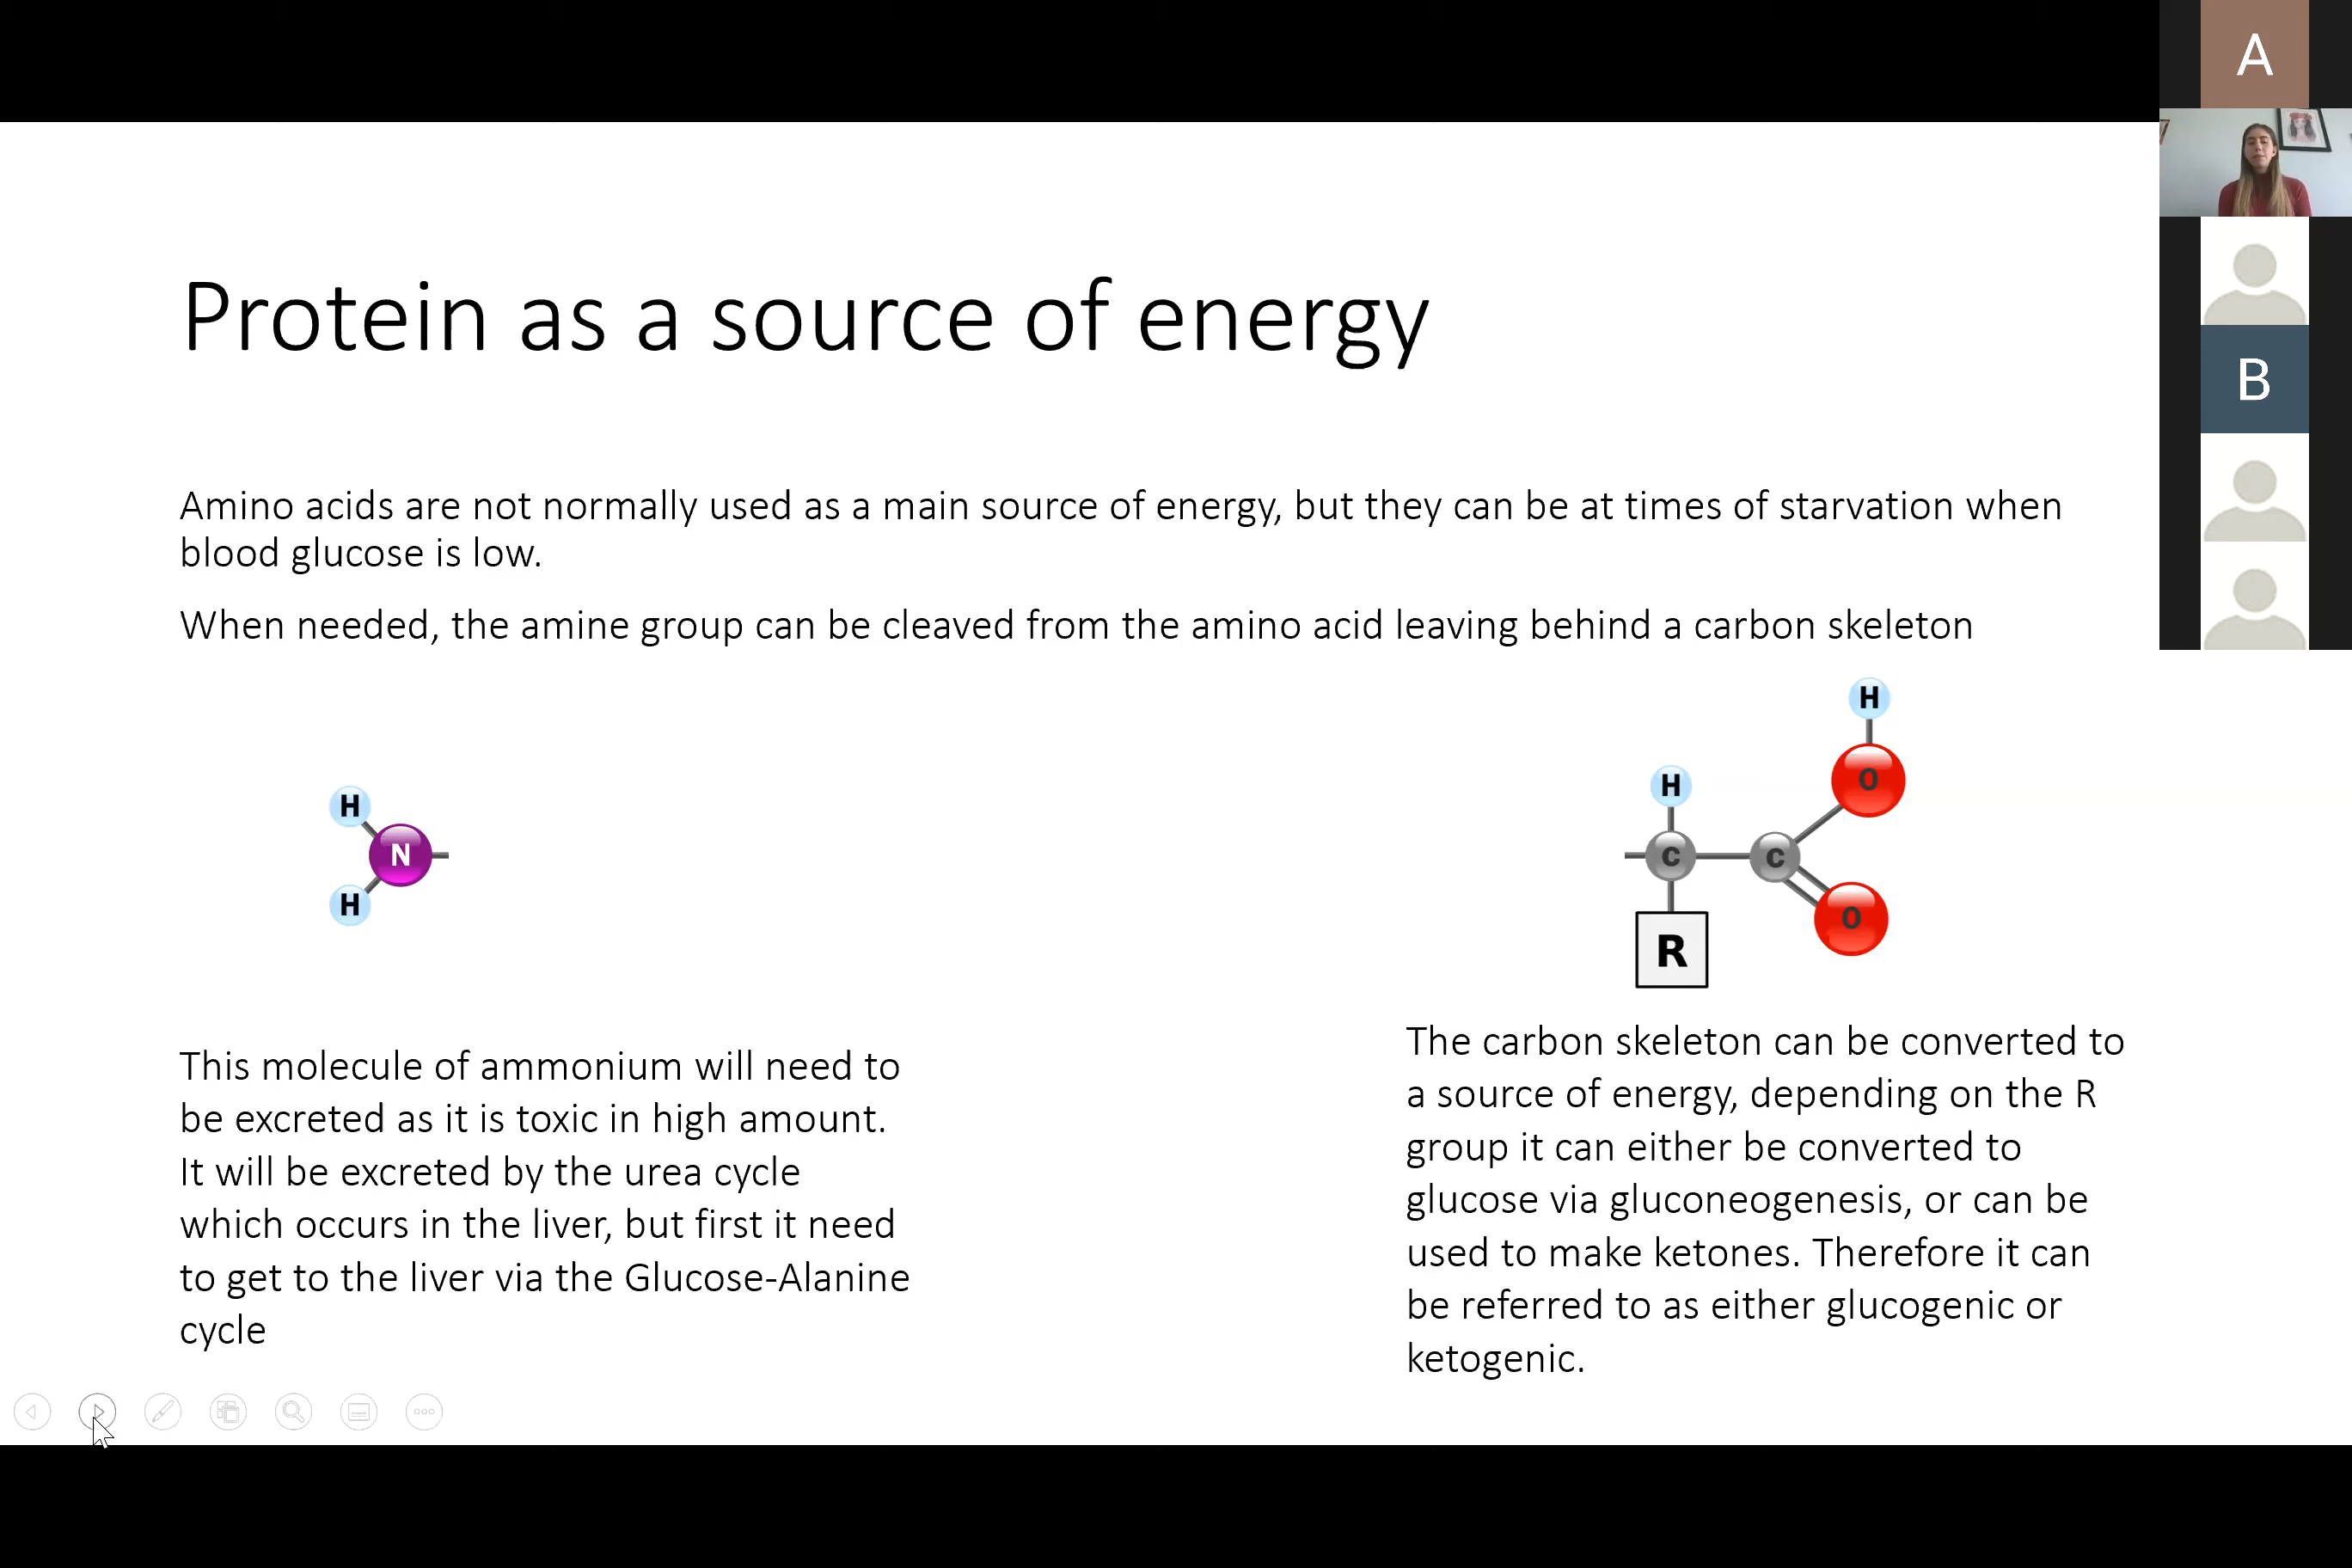 A
Protein as a source of energy
B
Amino acids are not normally used as a main source of energy, but they can be at times of starvation when
blood glucose is low.
When needed, the amine group can be cleaved from the amino acid leaving behind a carbon skeleton
H
N
H
H
H
O
C
C
O
R
This molecule of ammonium will need to
be excreted as it is toxic in high amount.
It will be excreted by the urea cycle
which occurs in the liver, but first it need
to get to the liver via the Glucose-Alanine
cycle
The carbon skeleton can be converted to
a source of energy, depending on the R
group it can either be converted to
glucose via gluconeogenesis, or can be
used to make ketones. Therefore it can
be referred to as either glucogenic or
ketogenic.